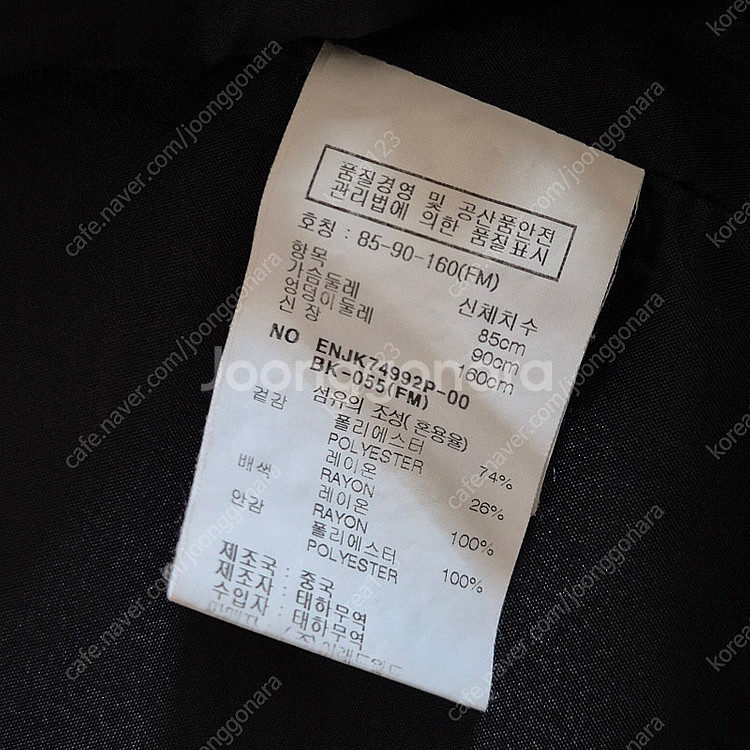 품질경영 및 공산품안전
관리법에 의한 품질표시
호칭 : 85-90-160(FM)
항목 신체치수
가슴둘레 85cm
엉덩이둘레 90cm
신장 160cm
NO ENJK74992P-00
BK-055(FM)
섬유의 조성(혼용율)
겉감 폴리에스터
POLYESTER 74%
레이온
RAYON 26%
배색 레이온
RAYON 100%
안감 폴리에스터
POLYESTER 100%
제조국 : 중국
제조자 : 태하무역
수입자 : 태하무역
Joonggonara
cafe.naver.com/joonggonara